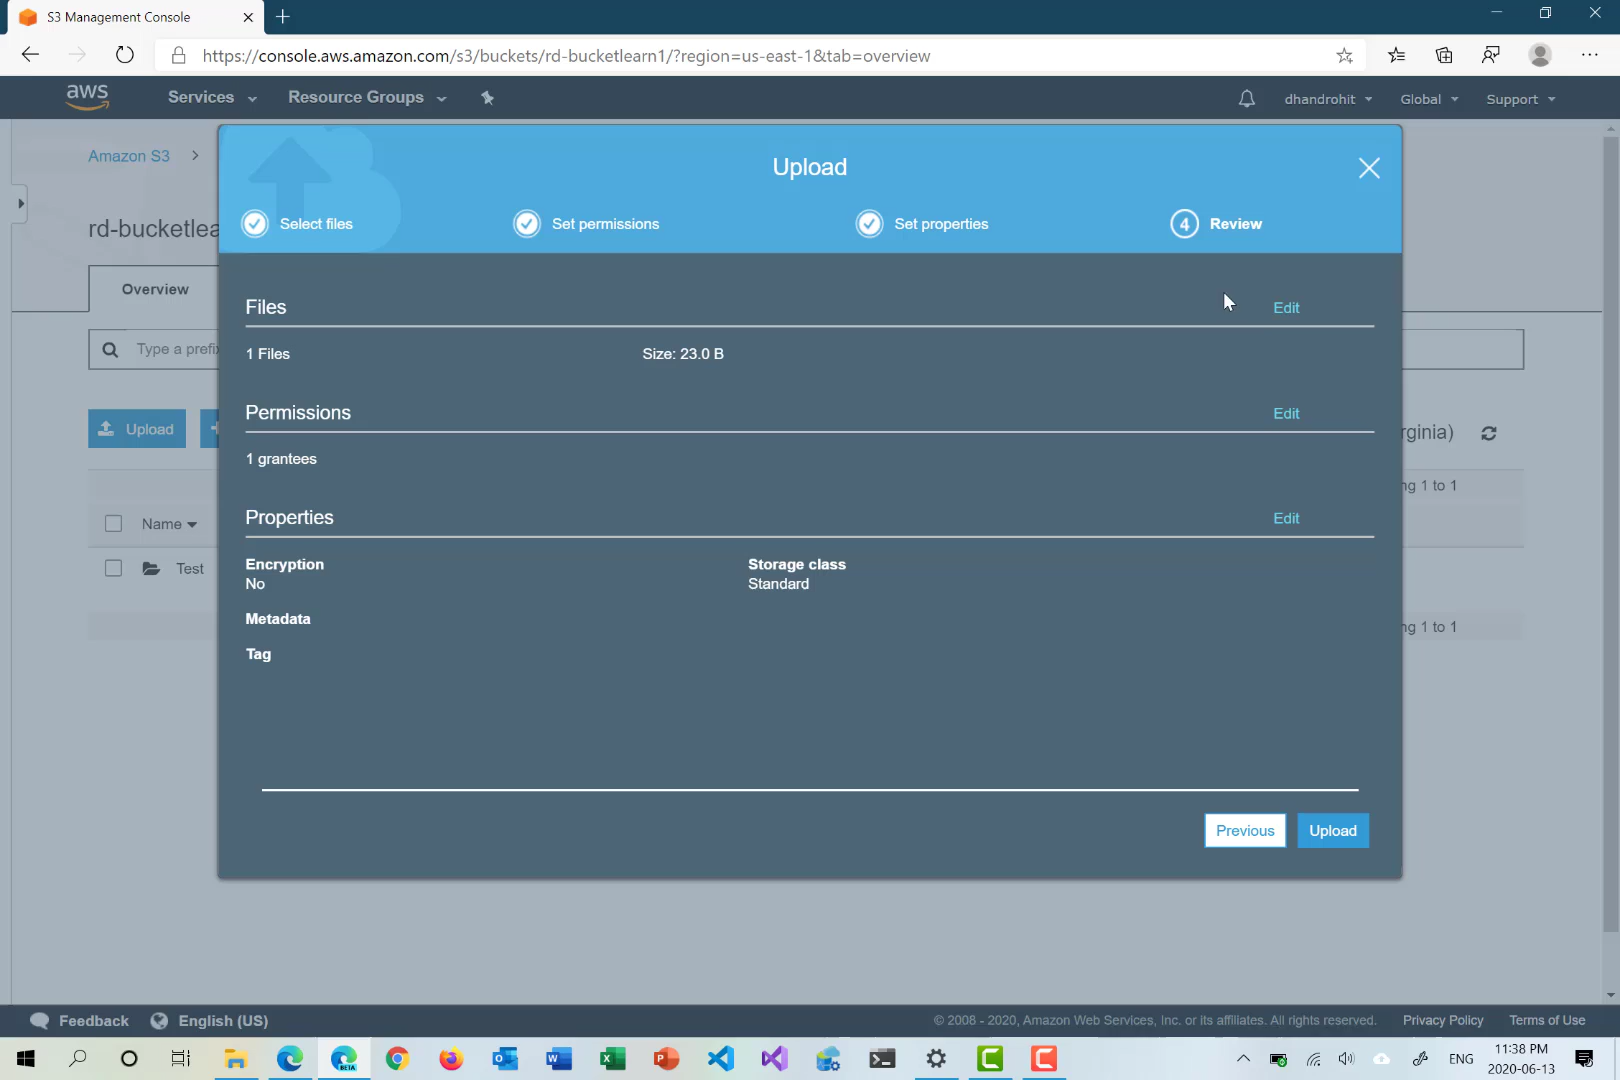 S3 Management Console
https://console.aws.amazon.com/s3/buckets/rd-bucketlearn1/?region=us-east-1&tab=overview
aws Services Resource Groups dhandrohit Global Support
Amazon S3
Upload
Select files Set permissions Set properties 4 Review
rd-bucketlea
Overview
Files Edit
Type a prefi
1 Files Size: 23.0 B
Permissions Edit
Upload
rginia)
1 grantees
ng 1 to 1
Properties Edit
Name
Encryption Storage class
No Standard
Test
Metadata
ng 1 to 1
Tag
Previous Upload
Feedback English (US) © 2008 - 2020, Amazon Web Services, Inc. or its affiliates. All rights reserved. Privacy Policy Terms of Use
BETA
ENG
11:38 PM
2020-06-13